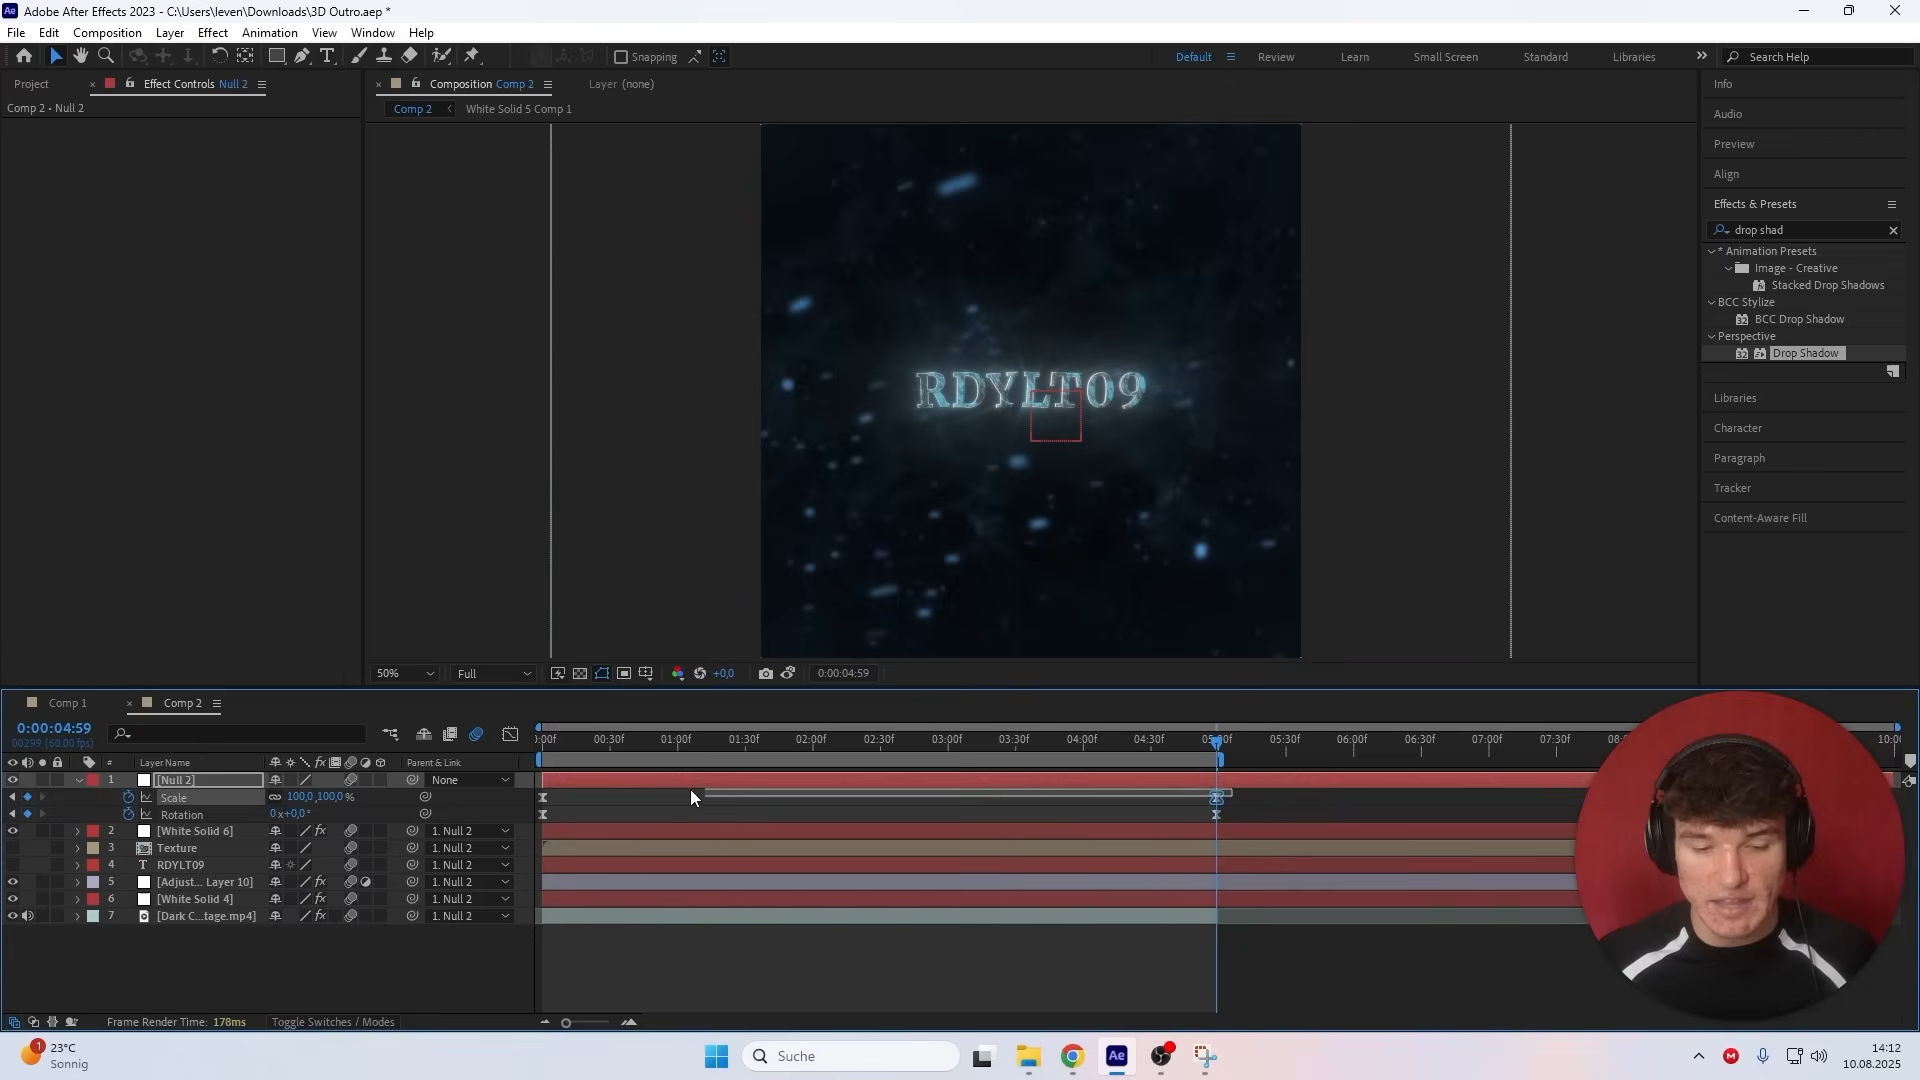 Adobe After Effects 2023 - C:\Users\leven\Downloads\3D Outro.aep *
File Edit Composition Layer Effect Animation View Window Help
Snapping
Default Review Learn Small Screen Standard Libraries Search Help
Project Effect Controls Null 2 Composition Comp 2 Layer (none) Info
Comp 2 • Null 2 Comp 2 White Solid 5 Comp 1
Audio
Preview
Align
Effects & Presets
drop shad
* Animation Presets
Image - Creative
Stacked Drop Shadows
BCC Stylize
BCC Drop Shadow
Perspective
Drop Shadow
Libraries
Character
Paragraph
Tracker
Content-Aware Fill
RDYLT09
50% Full +0,0 0:00:04:59
Comp 1 Comp 2
0:00:04:59
00299 (60.00 fps)
00:30f 01:00f 01:30f 02:00f 02:30f 03:00f 03:30f 04:00f 04:30f 05:00f 05:30f 06:00f 06:30f 07:00f 07:30f
# Layer Name Parent & Link
1 [Null 2] None
Scale 100,0,100,0 %
Rotation 0x+0,0°
2 [White Solid 6] 1. Null 2
3 Texture 1. Null 2
4 RDYLT09 1. Null 2
5 [Adjust... Layer 10] 1. Null 2
6 [White Solid 4] 1. Null 2
7 [Dark C...tage.mp4] 1. Null 2
Frame Render Time: 178ms Toggle Switches / Modes
1 23°C
Sonnig
Suche
14:12
10.08.2025